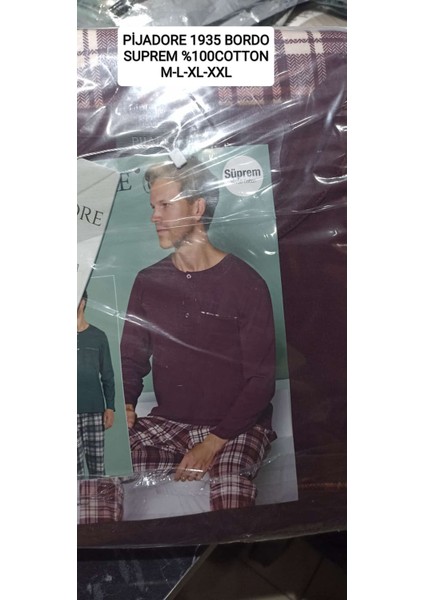 PİJADORE 1935 BORDO
SUPREM %100COTTON
M-L-XL-XXL
Süprem